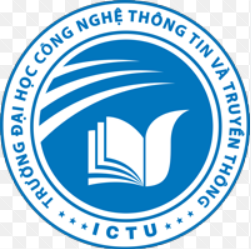 TRƯỜNG ĐẠI HỌC CÔNG NGHỆ THÔNG TIN VÀ TRUYỀN THÔNG
ICTU